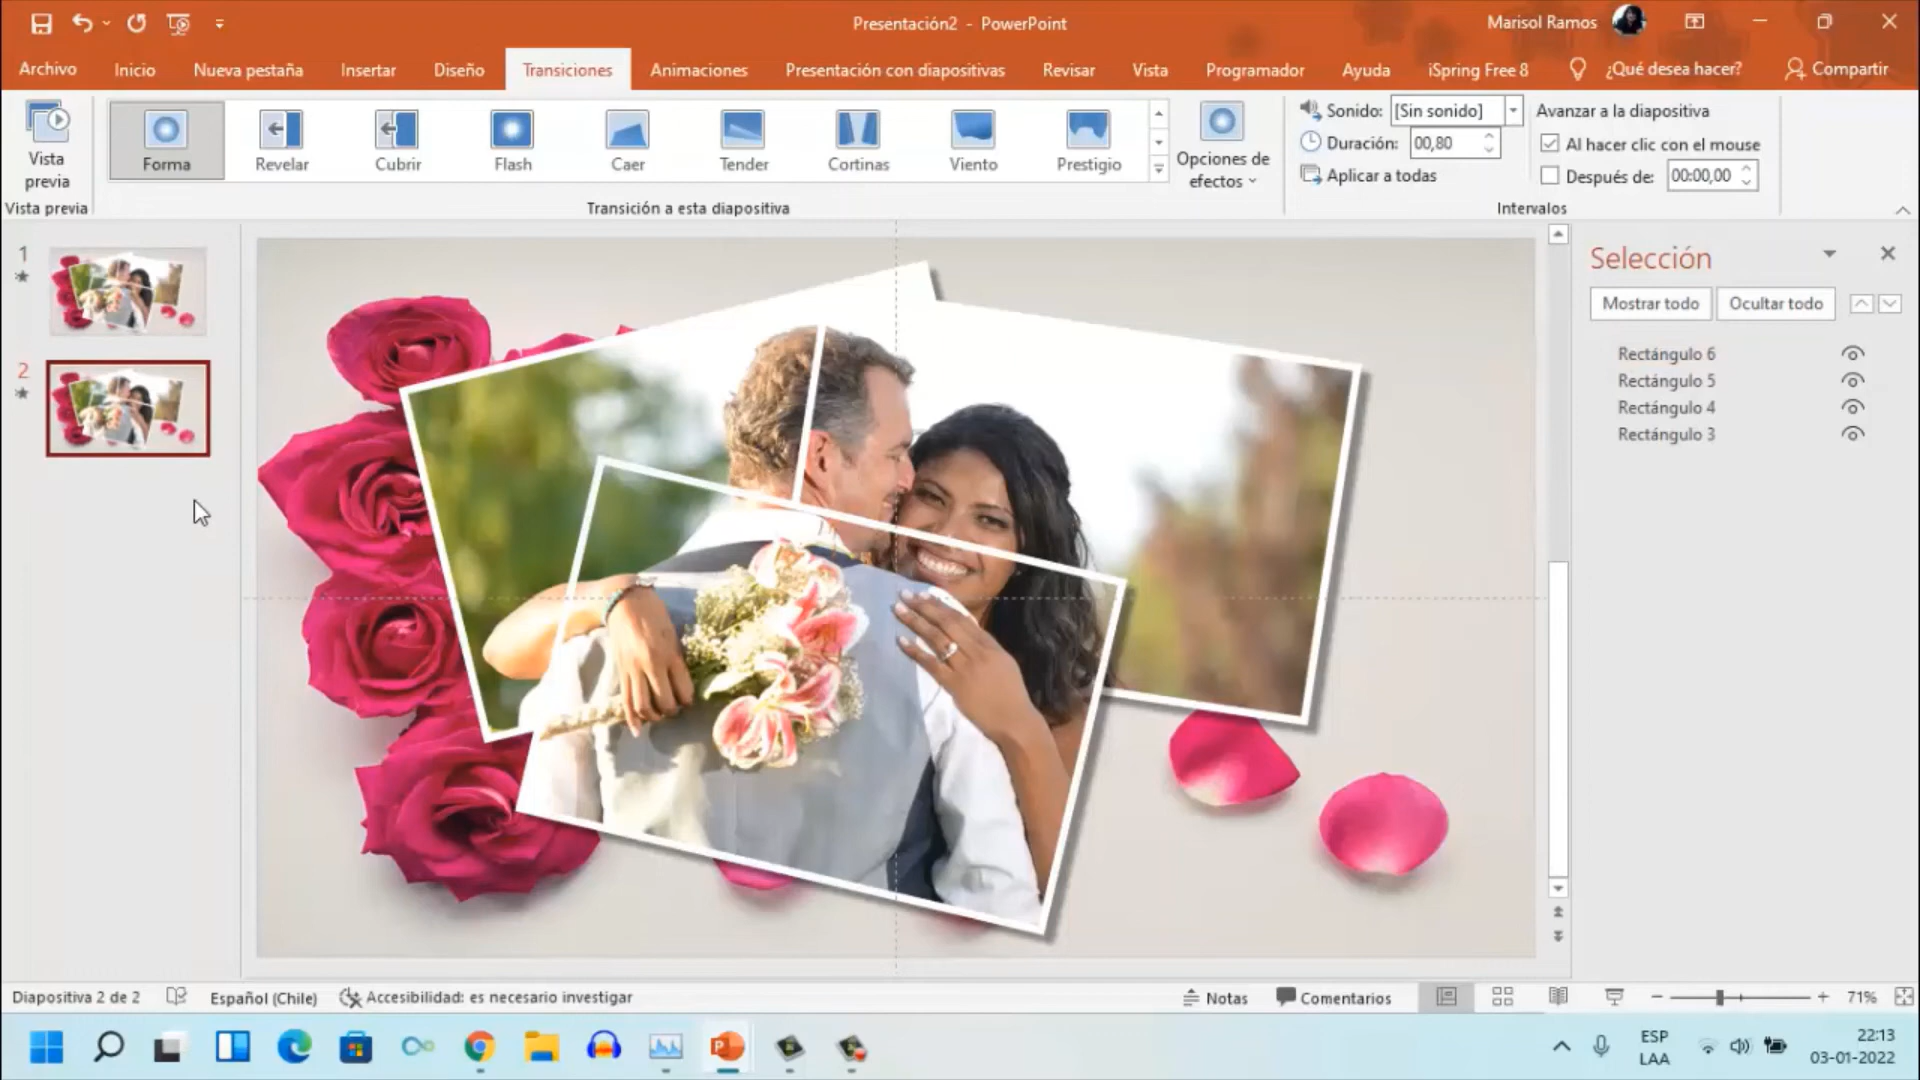 Presentación2 - PowerPoint
Marisol Ramos
Archivo Inicio Nueva pestaña Insertar Diseño Transiciones Animaciones Presentación con diapositivas Revisar Vista Programador Ayuda iSpring Free 8 ¿Qué desea hacer? Compartir
Vista previa
Forma Revelar Cubrir Flash Caer Tender Cortinas Viento Prestigio
Opciones de efectos
Sonido: [Sin sonido]
Duración: 00,80
Aplicar a todas
Avanzar a la diapositiva
Al hacer clic con el mouse
Después de: 00:00,00
Vista previa
Transición a esta diapositiva
Intervalos
1
2
Selección
Mostrar todo Ocultar todo
Rectángulo 6
Rectángulo 5
Rectángulo 4
Rectángulo 3
Diapositiva 2 de 2 Español (Chile) Accesibilidad: es necesario investigar Notas Comentarios 71%
ESP
LAA
22:13
03-01-2022